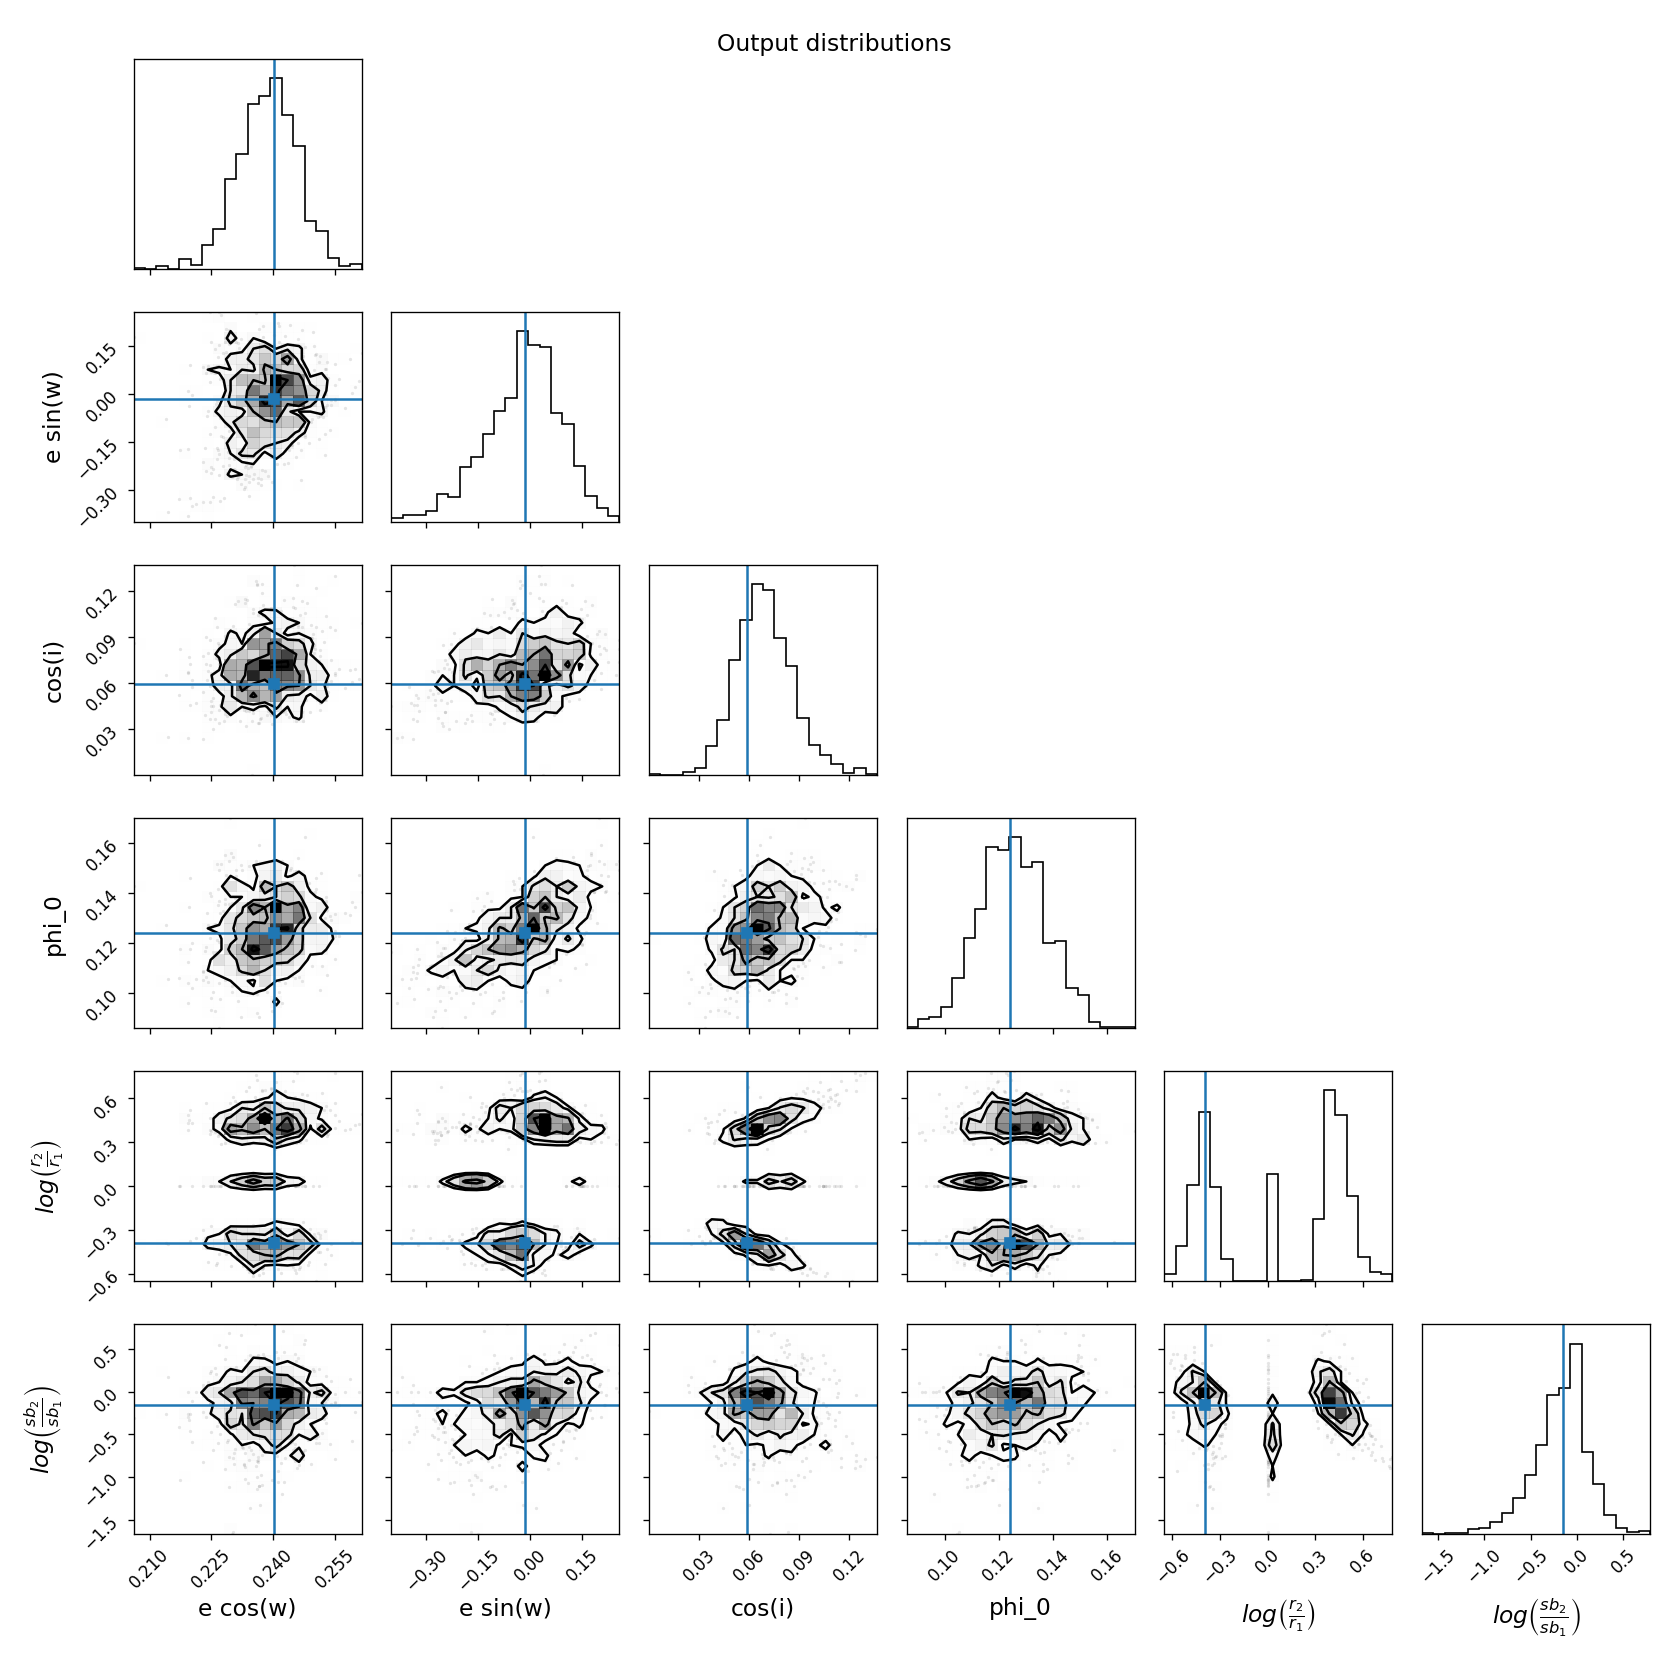 Output distributions
e sin(w)
0.15
0.00
−0.15
−0.30
cos(i)
0.12
0.09
0.06
0.03
phi_0
0.16
0.14
0.12
0.10
log(r₂/r₁)
0.6
0.3
0.0
−0.3
−0.6
log(sb₂/sb₁)
0.5
0.0
−0.5
−1.0
−1.5
0.210 0.225 0.240 0.255 −0.30 −0.15 0.00 0.15 0.03 0.06 0.09 0.12 0.10 0.12 0.14 0.16 −0.6 −0.3 0.0 0.3 0.6 −1.5 −1.0 −0.5 0.0 0.5
e cos(w) e sin(w) cos(i) phi_0 log(r₂/r₁) log(sb₂/sb₁)